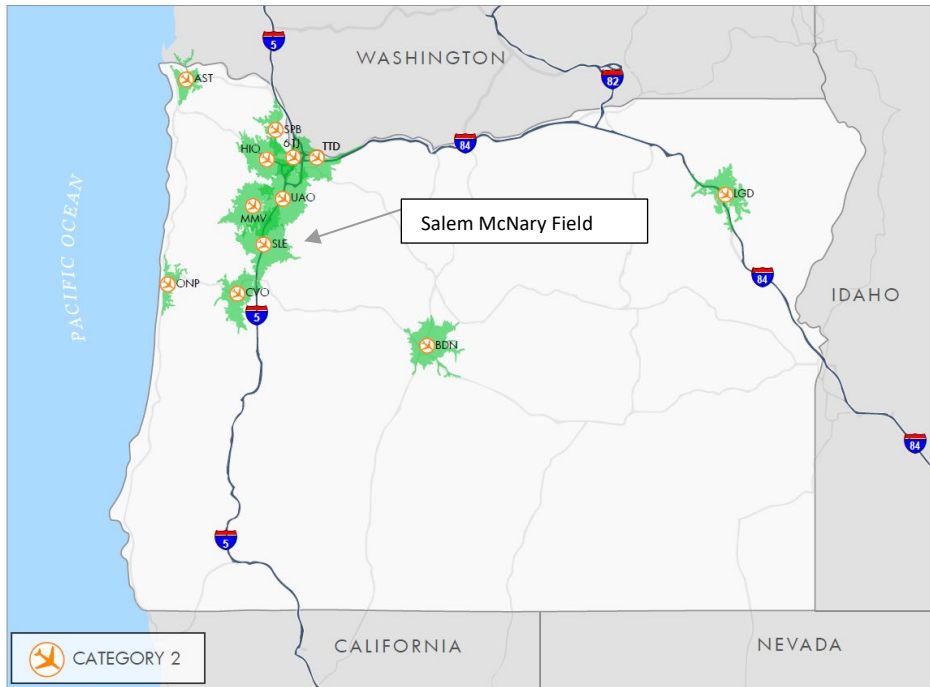 5
WASHINGTON
82
AST
SPB
6TJ
HIO
TTD
84
LGD
UAO
MMV
Salem McNary Field
SLE
PACIFIC OCEAN
ONP
CVO
84
IDAHO
5
BDN
84
5
CATEGORY 2
CALIFORNIA
NEVADA